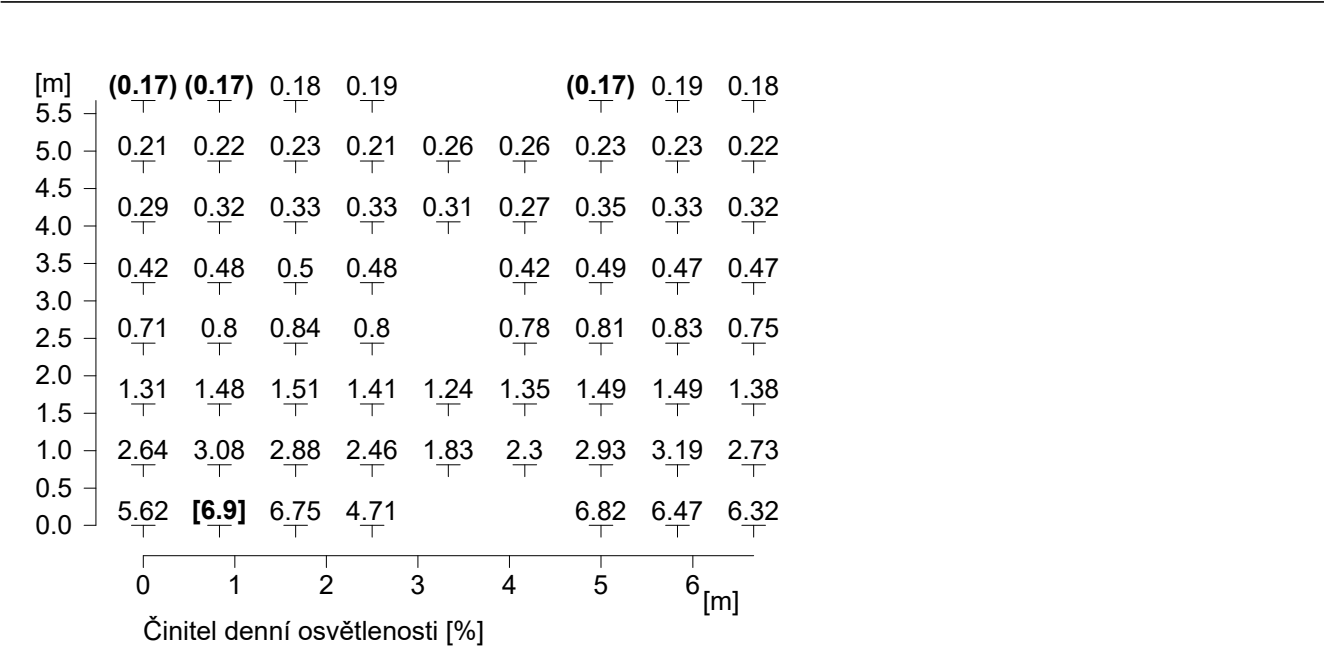 [m] (0.17) (0.17) 0.18 0.19 (0.17) 0.19 0.18
5.5
5.0 0.21 0.22 0.23 0.21 0.26 0.26 0.23 0.23 0.22
4.5
4.0 0.29 0.32 0.33 0.33 0.31 0.27 0.35 0.33 0.32
3.5 0.42 0.48 0.5 0.48 0.42 0.49 0.47 0.47
3.0
2.5 0.71 0.8 0.84 0.8 0.78 0.81 0.83 0.75
2.0
1.5 1.31 1.48 1.51 1.41 1.24 1.35 1.49 1.49 1.38
1.0 2.64 3.08 2.88 2.46 1.83 2.3 2.93 3.19 2.73
0.5
0.0 5.62 [6.9] 6.75 4.71 6.82 6.47 6.32
0 1 2 3 4 5 6 [m]
Činitel denní osvětlenosti [%]